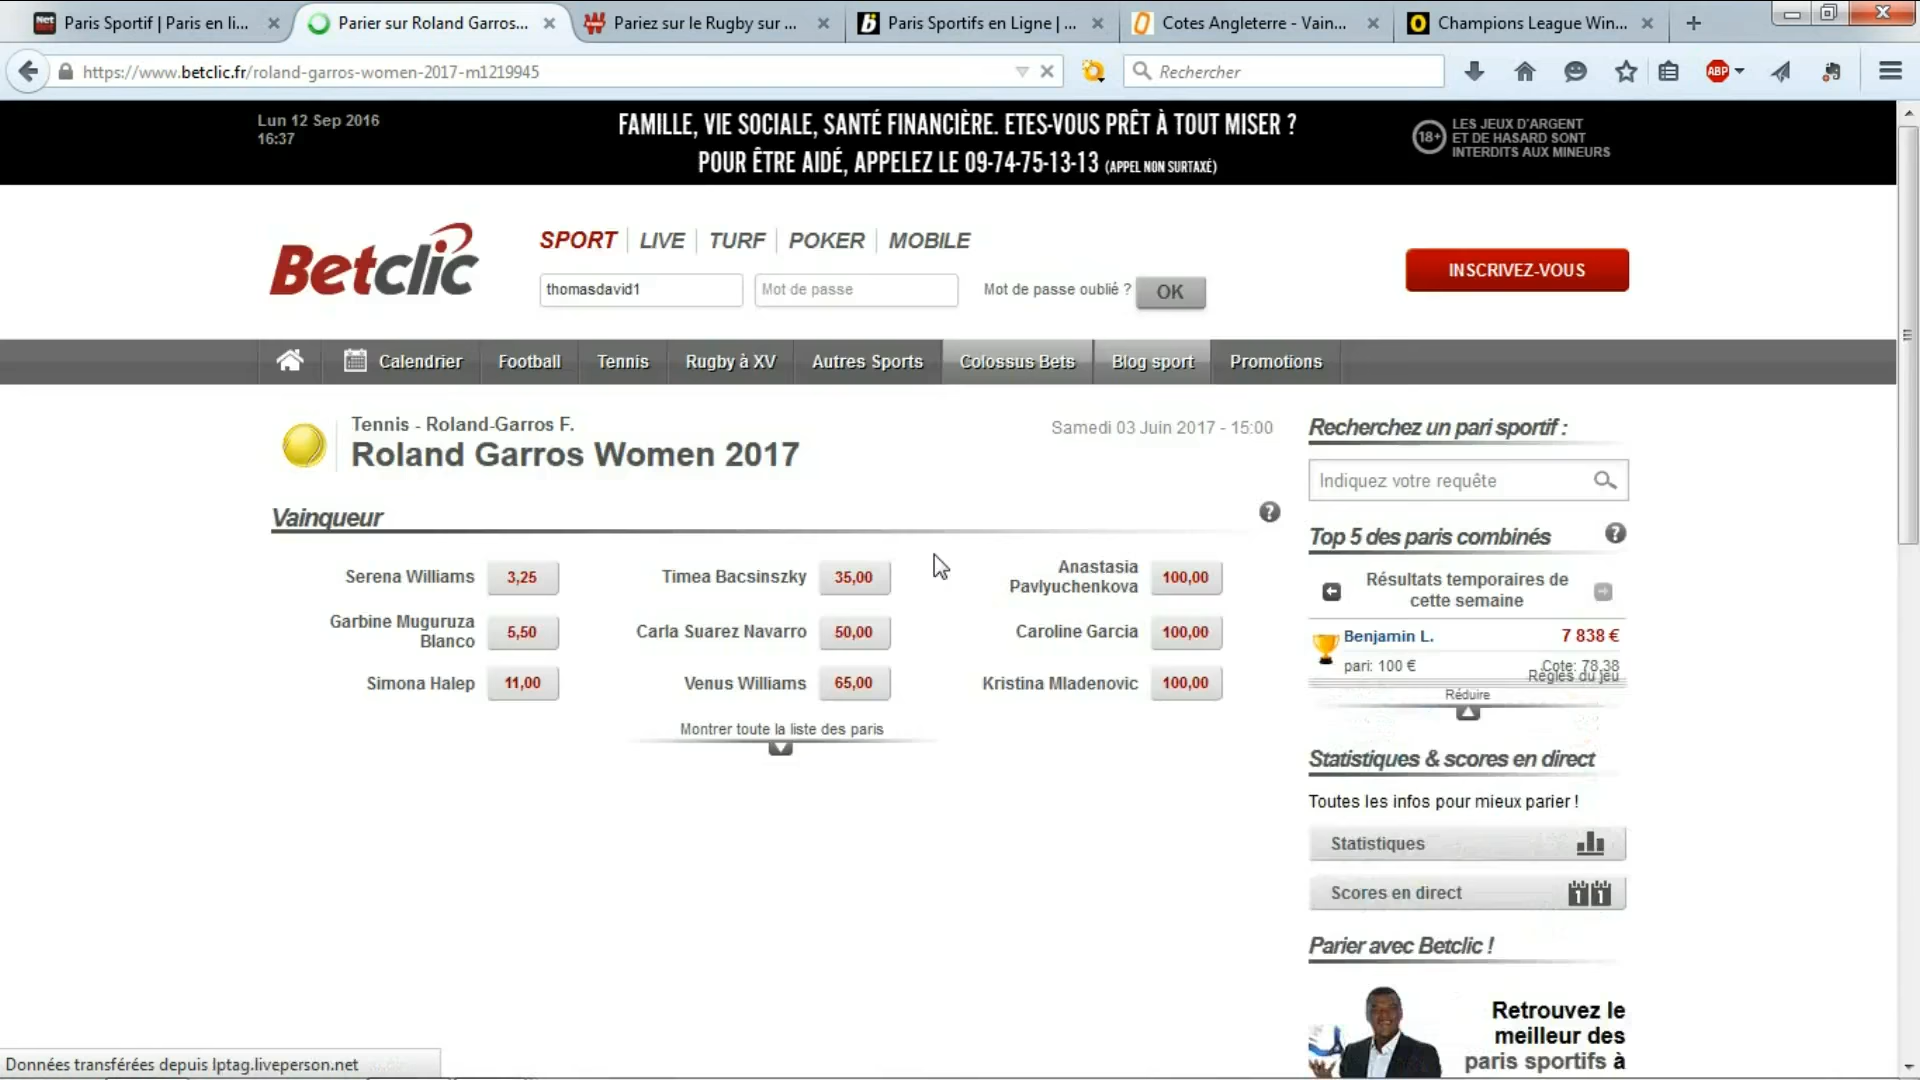 Paris Sportif | Paris en li...
Parier sur Roland Garros...
Pariez sur le Rugby sur ...
Paris Sportifs en Ligne | ...
Cotes Angleterre - Vain...
Champions League Win...
https://www.betclic.fr/roland-garros-women-2017-m1219945
Rechercher
ABP
Lun 12 Sep 2016
16:37
FAMILLE, VIE SOCIALE, SANTÉ FINANCIÈRE. ETES-VOUS PRÊT À TOUT MISER ?
POUR ÊTRE AIDÉ, APPELEZ LE 09-74-75-13-13 (APPEL NON SURTAXÉ)
18+
LES JEUX D'ARGENT
ET DE HASARD SONT
INTERDITS AUX MINEURS
Betclic
SPORT
LIVE
TURF
POKER
MOBILE
thomasdavid1
Mot de passe
Mot de passe oublié ?
OK
INSCRIVEZ-VOUS
Calendrier
Football
Tennis
Rugby à XV
Autres Sports
Colossus Bets
Blog sport
Promotions
Tennis - Roland-Garros F.
Roland Garros Women 2017
Samedi 03 Juin 2017 - 15:00
Vainqueur
Serena Williams 3,25
Timea Bacsinszky 35,00
Anastasia
Pavlyuchenkova 100,00
Garbine Muguruza
Blanco 5,50
Carla Suarez Navarro 50,00
Caroline Garcia 100,00
Simona Halep 11,00
Venus Williams 65,00
Kristina Mladenovic 100,00
Montrer toute la liste des paris
Recherchez un pari sportif :
Indiquez votre requête
Top 5 des paris combinés
Résultats temporaires de
cette semaine
Benjamin L. 7 838 €
pari: 100 € Cote: 78,38
Règles du jeu
Réduire
Statistiques & scores en direct
Toutes les infos pour mieux parier !
Statistiques
Scores en direct
1 1
Parier avec Betclic !
Retrouvez le
meilleur des
paris sportifs à
Données transférées depuis lptag.liveperson.net